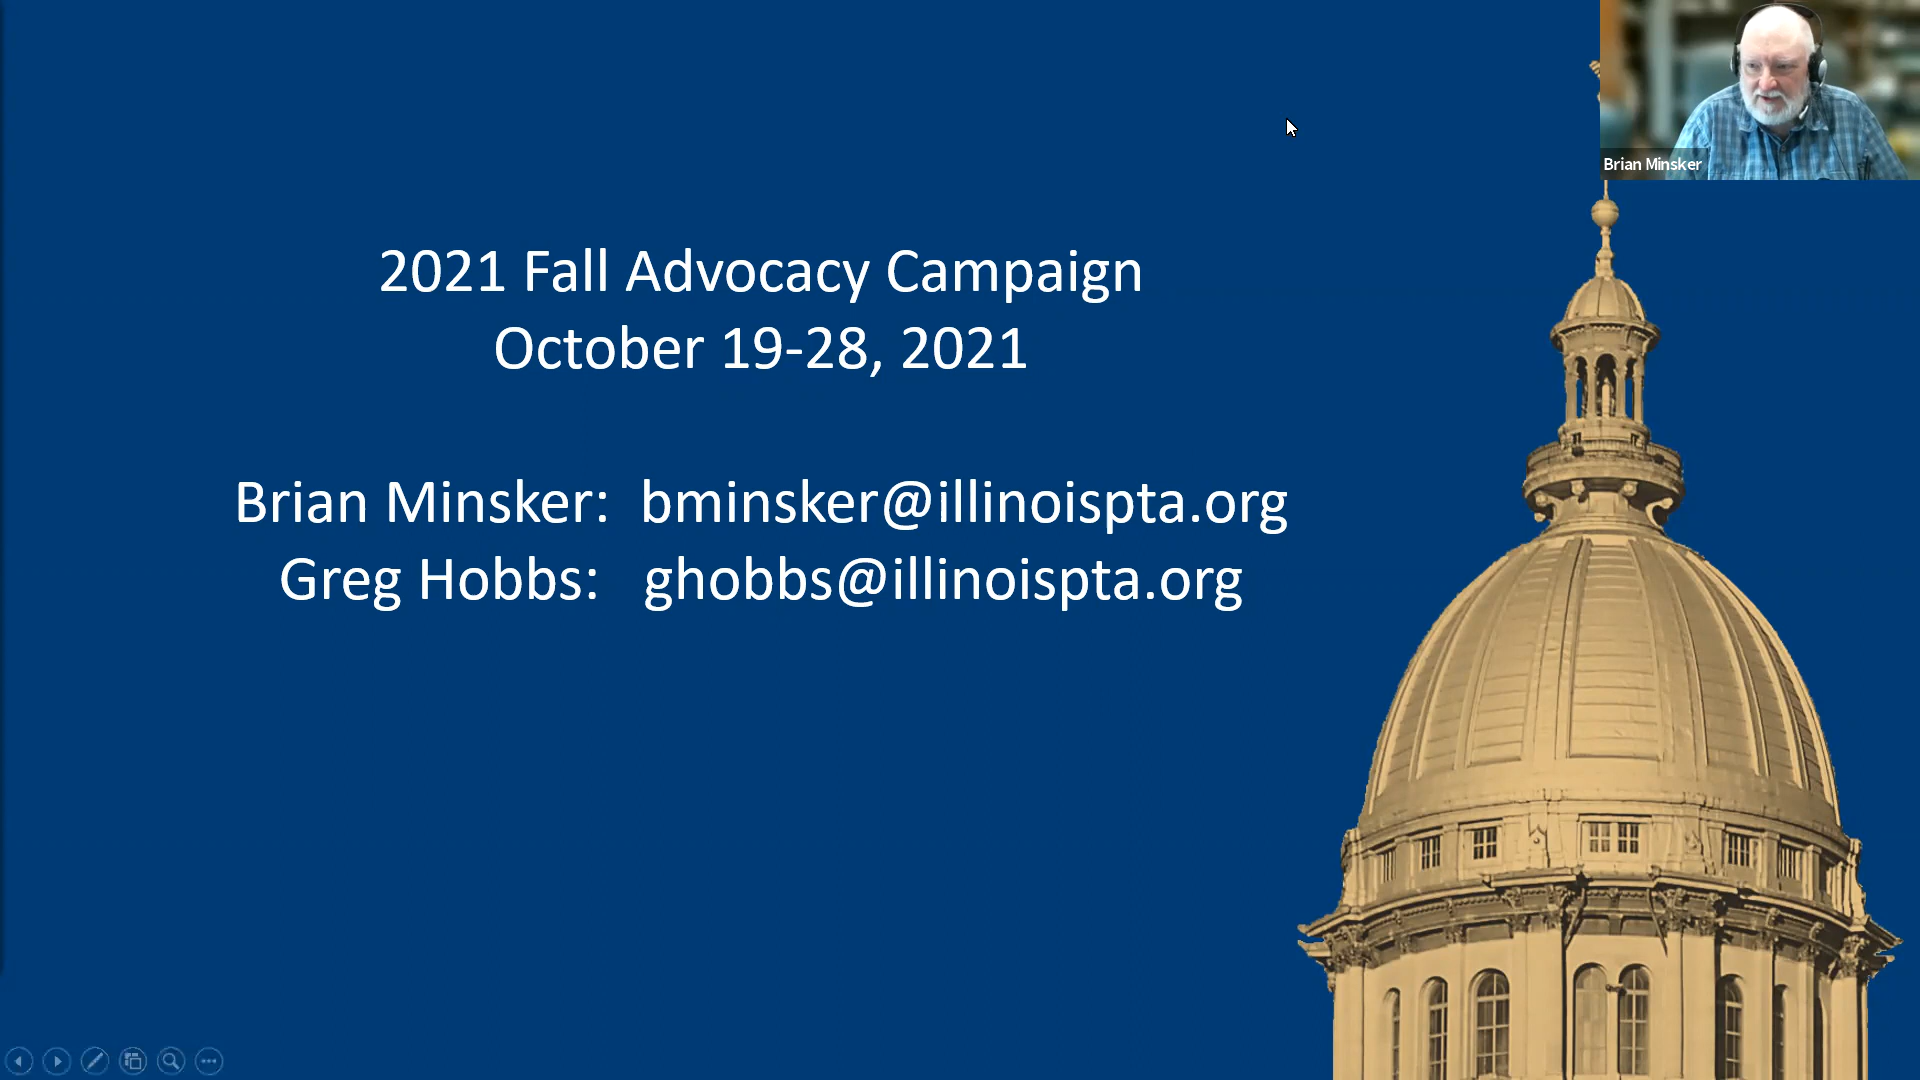 Brian Minsker
2021 Fall Advocacy Campaign
October 19-28, 2021
Brian Minsker: bminsker@illinoispta.org
Greg Hobbs: ghobbs@illinoispta.org